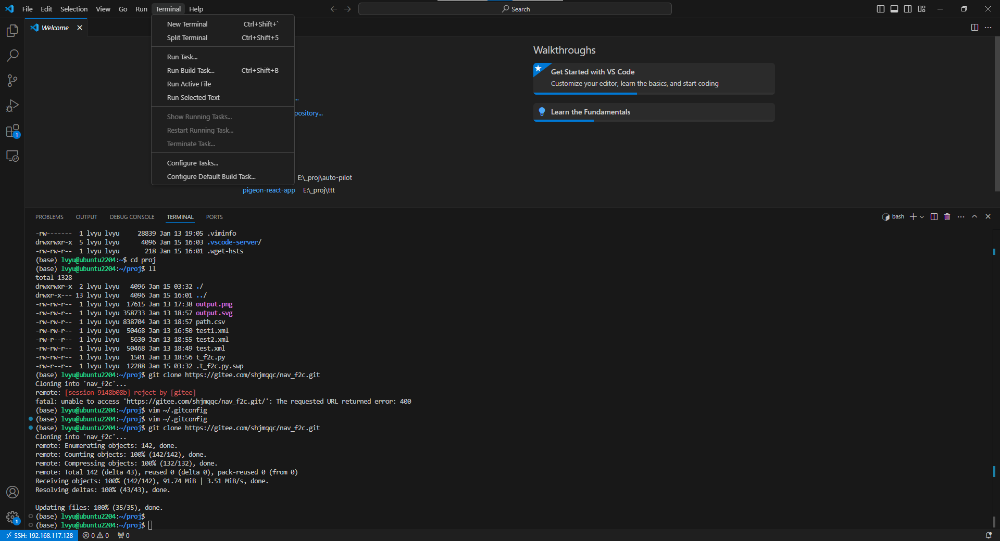 File Edit Selection View Go Run Terminal Help
Search
Welcome
New Terminal Ctrl+Shift+`
Split Terminal Ctrl+Shift+5
Run Task...
Run Build Task... Ctrl+Shift+B
Run Active File
Run Selected Text
Show Running Tasks...
Restart Running Task...
Terminate Task...
Configure Tasks...
Configure Default Build Task...
...
pository...
E:\_proj\auto-pilot
pigeon-react-app E:\_proj\ttt
Walkthroughs
Get Started with VS Code
Customize your editor, learn the basics, and start coding
Learn the Fundamentals
1
PROBLEMS OUTPUT DEBUG CONSOLE TERMINAL PORTS
bash
-rw------- 1 lvyu lvyu 28839 Jan 13 19:05 .viminfo
drwxrwxr-x 5 lvyu lvyu 4096 Jan 15 16:03 .vscode-server/
-rw-rw-r-- 1 lvyu lvyu 218 Jan 15 16:01 .wget-hsts
(base) lvyu@ubuntu2204:~$ cd proj
(base) lvyu@ubuntu2204:~/proj$ ll
total 1328
drwxrwxr-x 2 lvyu lvyu 4096 Jan 15 03:32 ./
drwxr-x--- 13 lvyu lvyu 4096 Jan 15 16:01 ../
-rw-rw-r-- 1 lvyu lvyu 17615 Jan 13 17:38 output.png
-rw-rw-r-- 1 lvyu lvyu 358733 Jan 13 18:57 output.svg
-rw-rw-r-- 1 lvyu lvyu 838704 Jan 13 18:57 path.csv
-rw-rw-r-- 1 lvyu lvyu 50468 Jan 13 16:50 test1.xml
-rw-r--r-- 1 lvyu lvyu 5630 Jan 13 18:55 test2.xml
-rw-rw-r-- 1 lvyu lvyu 50468 Jan 13 18:49 test.xml
-rw-rw-r-- 1 lvyu lvyu 1501 Jan 13 18:56 t_f2c.py
-rw-r--r-- 1 lvyu lvyu 12288 Jan 15 03:32 .t_f2c.py.swp
(base) lvyu@ubuntu2204:~/proj$ git clone https://gitee.com/shjmqqc/nav_f2c.git
Cloning into 'nav_f2c'...
remote: [session-9148b08b] reject by [gitee]
fatal: unable to access 'https://gitee.com/shjmqqc/nav_f2c.git/': The requested URL returned error: 400
(base) lvyu@ubuntu2204:~/proj$ vim ~/.gitconfig
(base) lvyu@ubuntu2204:~/proj$ vim ~/.gitconfig
(base) lvyu@ubuntu2204:~/proj$ git clone https://gitee.com/shjmqqc/nav_f2c.git
Cloning into 'nav_f2c'...
remote: Enumerating objects: 142, done.
remote: Counting objects: 100% (142/142), done.
remote: Compressing objects: 100% (132/132), done.
remote: Total 142 (delta 43), reused 0 (delta 0), pack-reused 0 (from 0)
Receiving objects: 100% (142/142), 91.74 MiB | 3.51 MiB/s, done.
Resolving deltas: 100% (43/43), done.
Updating files: 100% (35/35), done.
(base) lvyu@ubuntu2204:~/proj$
(base) lvyu@ubuntu2204:~/proj$
1
SSH: 192.168.117.128 0 0 0